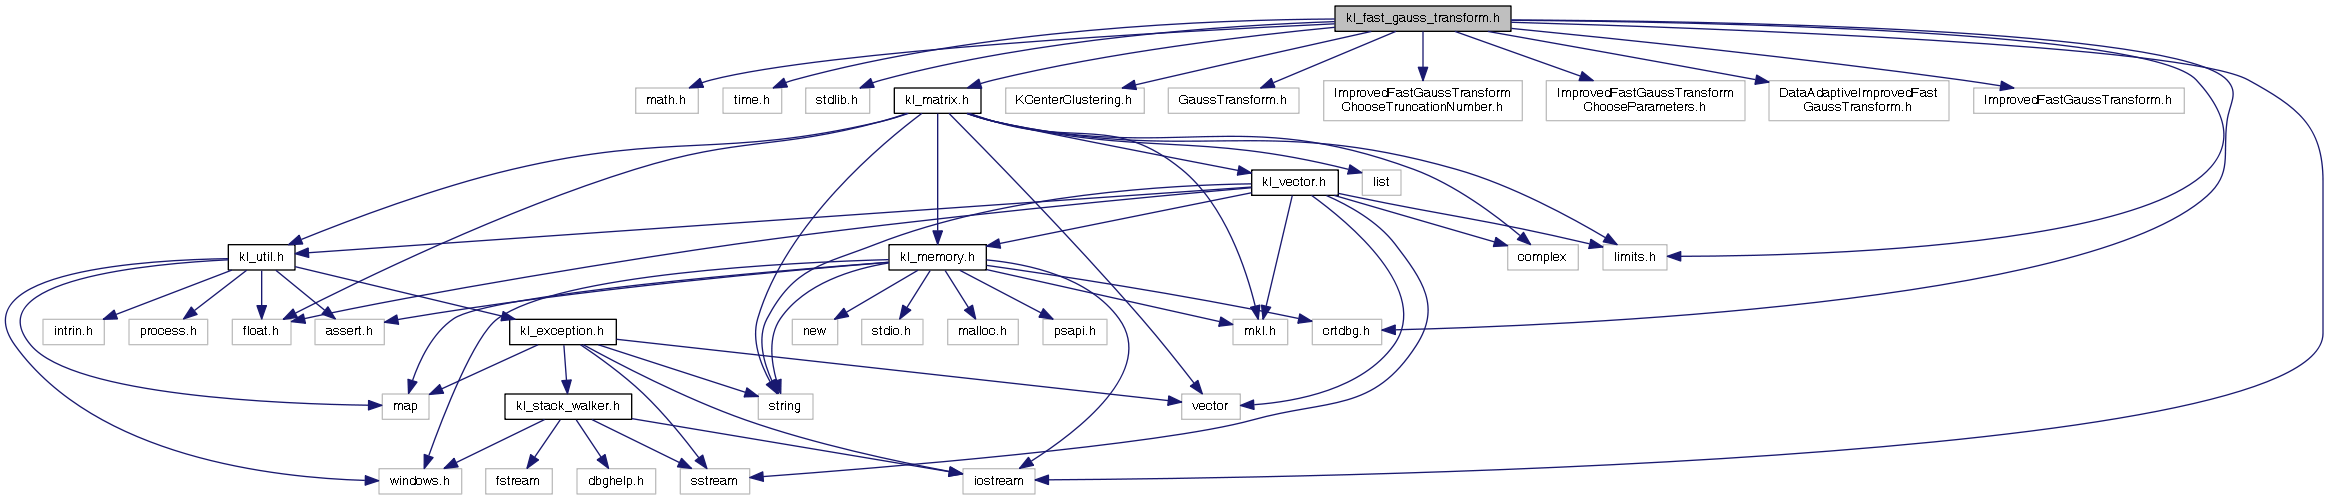 kl_fast_gauss_transform.h
math.h
time.h
stdlib.h
kl_matrix.h
KCenterClustering.h
GaussTransform.h
ImprovedFastGaussTransform
ChooseTruncationNumber.h
ImprovedFastGaussTransform
ChooseParameters.h
DataAdaptiveImprovedFast
GaussTransform.h
ImprovedFastGaussTransform.h
kl_vector.h
list
kl_util.h
kl_memory.h
complex
limits.h
intrin.h
process.h
float.h
assert.h
kl_exception.h
new
stdio.h
malloc.h
psapi.h
mkl.h
crtdbg.h
map
kl_stack_walker.h
string
vector
windows.h
fstream
dbghelp.h
sstream
iostream